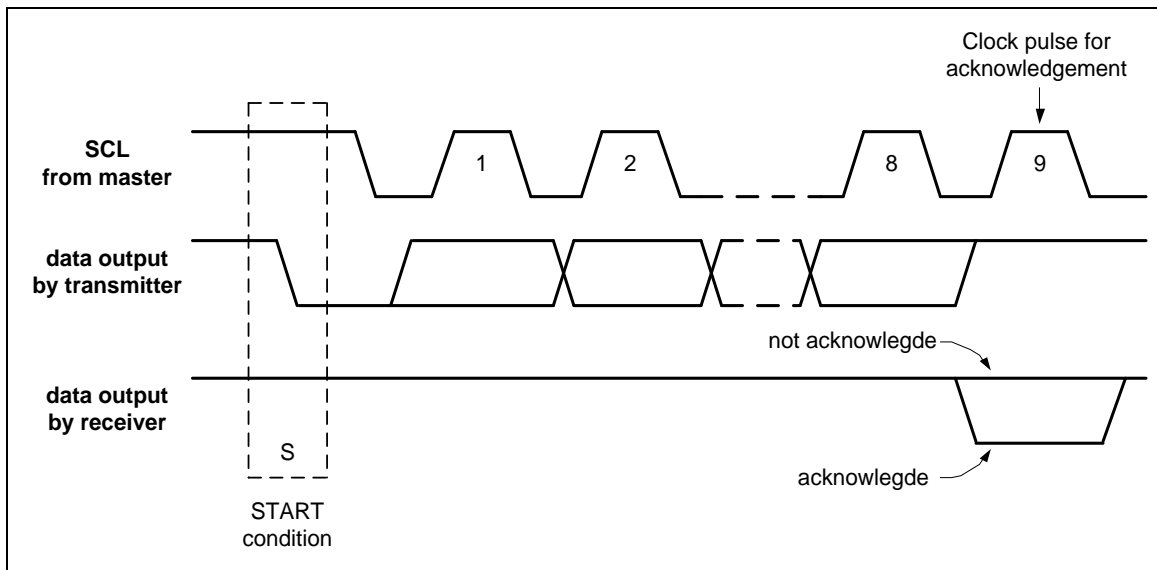 Clock pulse for
acknowledgement
SCL
from master
1
2
8
9
data output
by transmitter
not acknowlegde
data output
by receiver
S
acknowlegde
START
condition